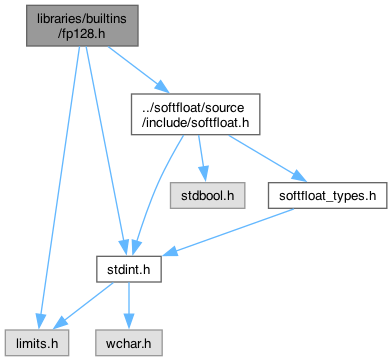 libraries/builtins
/fp128.h
../softfloat/source
/include/softfloat.h
stdbool.h
softfloat_types.h
stdint.h
limits.h
wchar.h